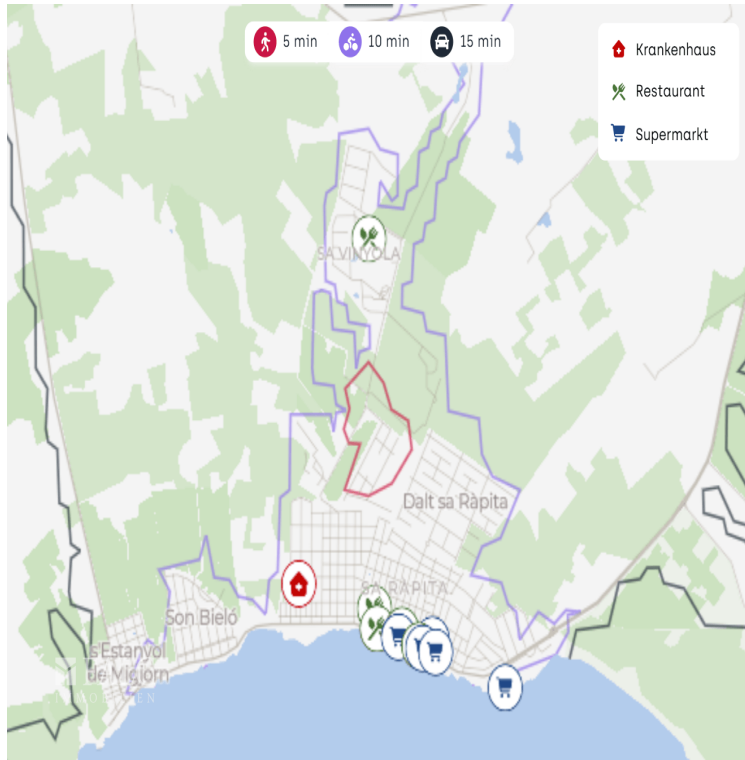 5 min
10 min
15 min
Krankenhaus
Restaurant
Supermarkt
SA VINYOLA
Dalt sa Ràpita
SA RÀPITA
Son Bieló
s'Estanyol
de Migjorn